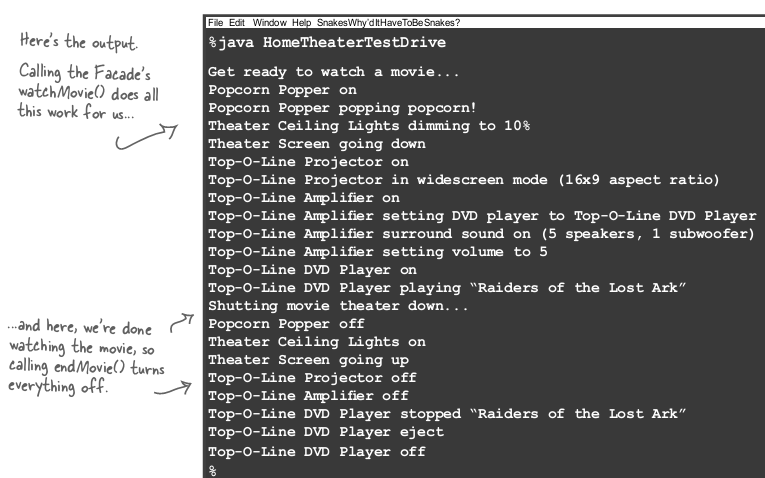 Here's the output.
Calling the Facade's
watchMovie() does all
this work for us...
...and here, we're done
watching the movie, so
calling endMovie() turns
everything off.
File Edit Window Help SnakesWhy'dItHaveToBeSnakes?
%java HomeTheaterTestDrive
Get ready to watch a movie...
Popcorn Popper on
Popcorn Popper popping popcorn!
Theater Ceiling Lights dimming to 10%
Theater Screen going down
Top-O-Line Projector on
Top-O-Line Projector in widescreen mode (16x9 aspect ratio)
Top-O-Line Amplifier on
Top-O-Line Amplifier setting DVD player to Top-O-Line DVD Player
Top-O-Line Amplifier surround sound on (5 speakers, 1 subwoofer)
Top-O-Line Amplifier setting volume to 5
Top-O-Line DVD Player on
Top-O-Line DVD Player playing “Raiders of the Lost Ark”
Shutting movie theater down...
Popcorn Popper off
Theater Ceiling Lights on
Theater Screen going up
Top-O-Line Projector off
Top-O-Line Amplifier off
Top-O-Line DVD Player stopped “Raiders of the Lost Ark”
Top-O-Line DVD Player eject
Top-O-Line DVD Player off
%